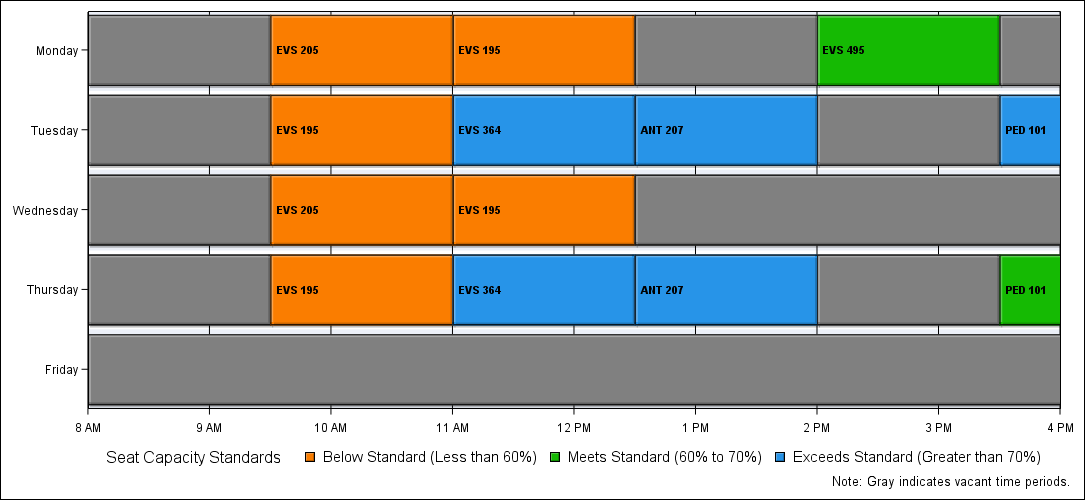 Monday
EVS 205
EVS 195
EVS 495
Tuesday
EVS 195
EVS 364
ANT 207
PED 101
Wednesday
EVS 205
EVS 195
Thursday
EVS 195
EVS 364
ANT 207
PED 101
Friday
8 AM 9 AM 10 AM 11 AM 12 PM 1 PM 2 PM 3 PM 4 PM
Seat Capacity Standards Below Standard (Less than 60%) Meets Standard (60% to 70%) Exceeds Standard (Greater than 70%)
Note: Gray indicates vacant time periods.